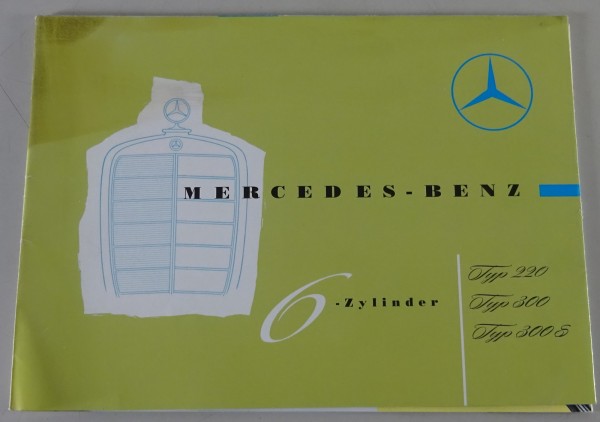 MERCEDES-BENZ
6-Zylinder
Typ 220
Typ 300
Typ 300 S